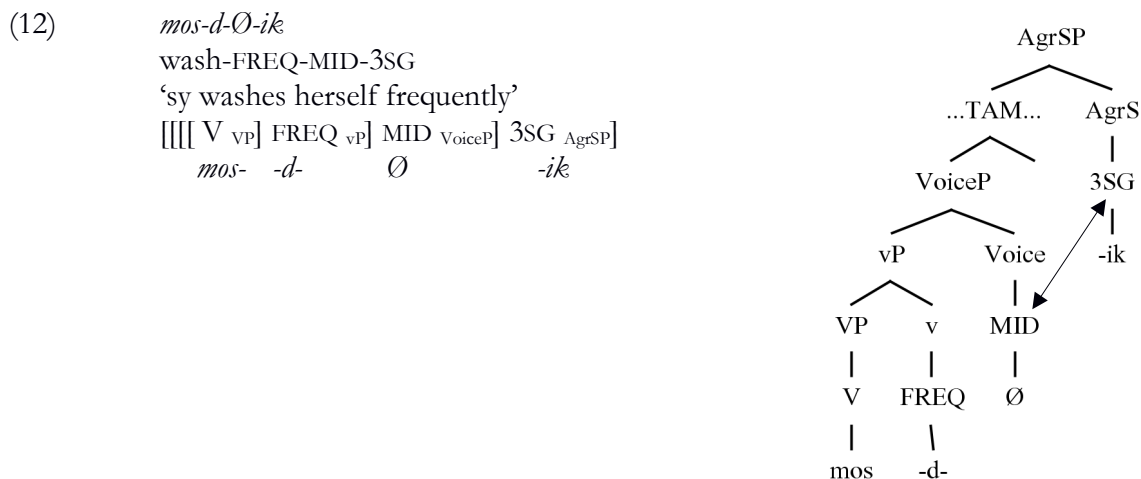 (12) mos-d-Ø-ik
wash-FREQ-MID-3SG
‘sy washes herself frequently’
[[[[ V VP] FREQ vP] MID VoiceP] 3SG AgrSP]
mos- -d- Ø -ik
AgrSP
...TAM... AgrS
VoiceP 3SG
vP Voice -ik
VP v MID
V FREQ Ø
mos -d-